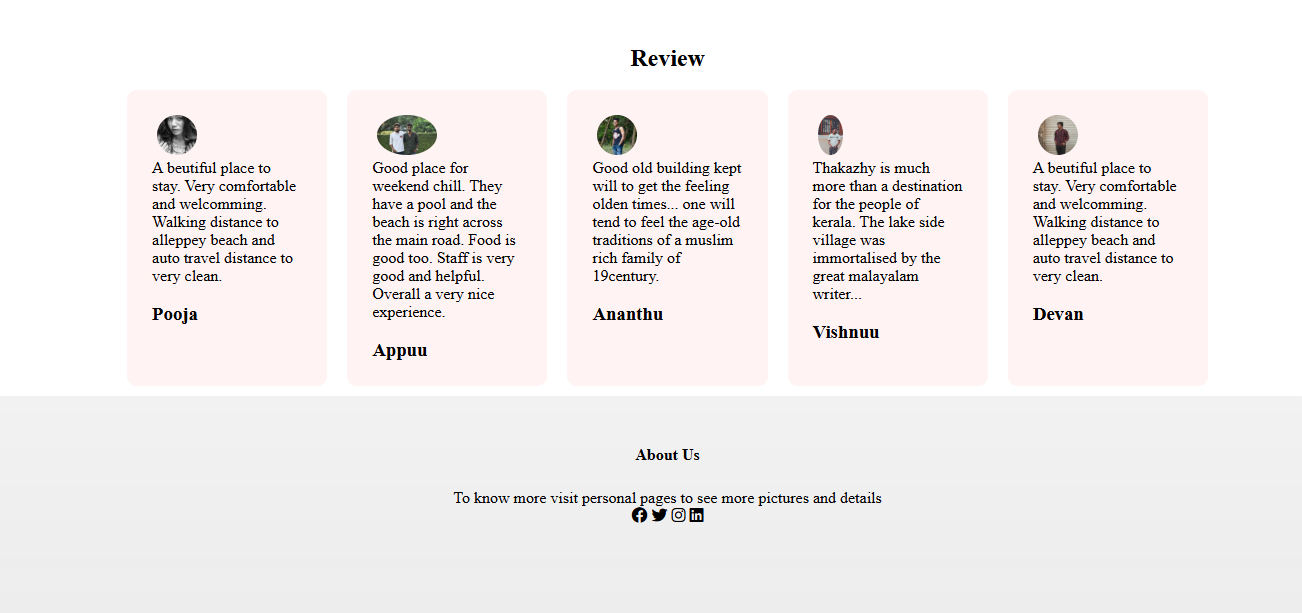 Review
A beutiful place to
stay. Very comfortable
and welcomming.
Walking distance to
alleppey beach and
auto travel distance to
very clean.
Pooja
Good place for
weekend chill. They
have a pool and the
beach is right across
the main road. Food is
good too. Staff is very
good and helpful.
Overall a very nice
experience.
Appuu
Good old building kept
will to get the feeling
olden times... one will
tend to feel the age-old
traditions of a muslim
rich family of
19century.
Ananthu
Thakazhy is much
more than a destination
for the people of
kerala. The lake side
village was
immortalised by the
great malayalam
writer...
Vishnuu
A beutiful place to
stay. Very comfortable
and welcomming.
Walking distance to
alleppey beach and
auto travel distance to
very clean.
Devan
About Us
To know more visit personal pages to see more pictures and details